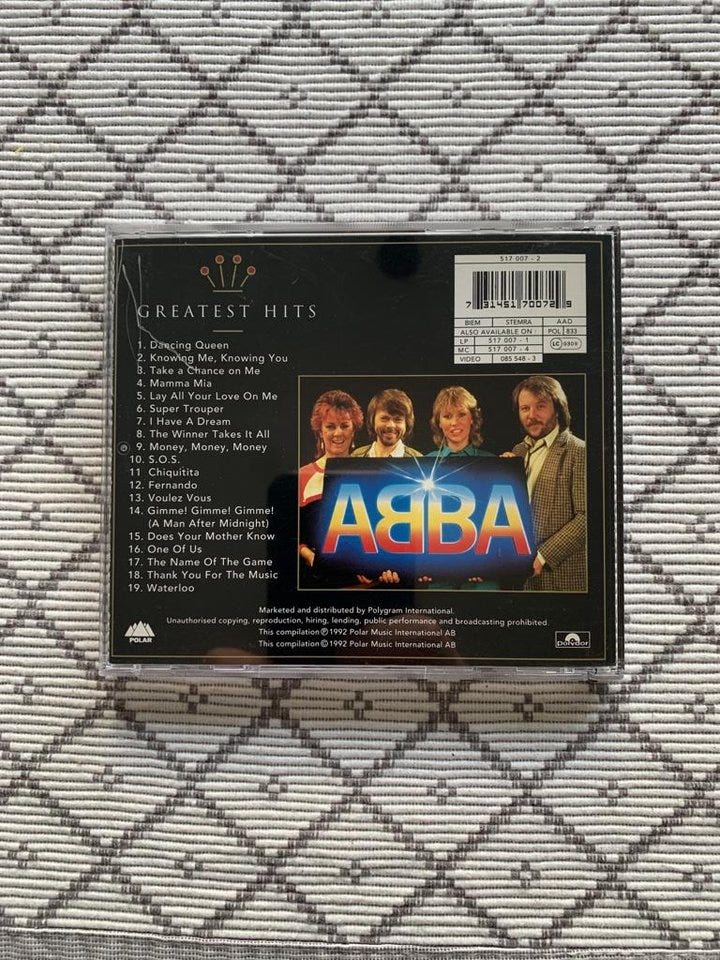 GREATEST HITS
1. Dancing Queen
2. Knowing Me, Knowing You
3. Take a Chance on Me
4. Mamma Mia
5. Lay All Your Love On Me
6. Super Trouper
7. I Have A Dream
8. The Winner Takes It All
9. Money, Money, Money
10. S.O.S.
11 Chiquitita
12. Fernando
13. Voulez Vous
14. Gimme! Gimme! Gimme!
(A Man After Midnight)
15. Does Your Mother Know
16. One Of Us
17. The Name Of The Game
18. Thank You For The Music
19. Waterloo
517 007 - 2
7 31451 70072 9
BIEM STEMRA AAD
ALSO AVAILABLE ON : POL 833
LP 517 007 - 1
MC 517 007 - 4
LC 0309
VIDEO 085 548 - 3
ABBA
Marketed and distributed by Polygram International.
Unauthorised copying, reproduction, hiring, lending, public performance and broadcasting prohibited.
This compilation ℗ 1992 Polar Music International AB
This compilation © 1992 Polar Music International AB
POLAR
Polydor